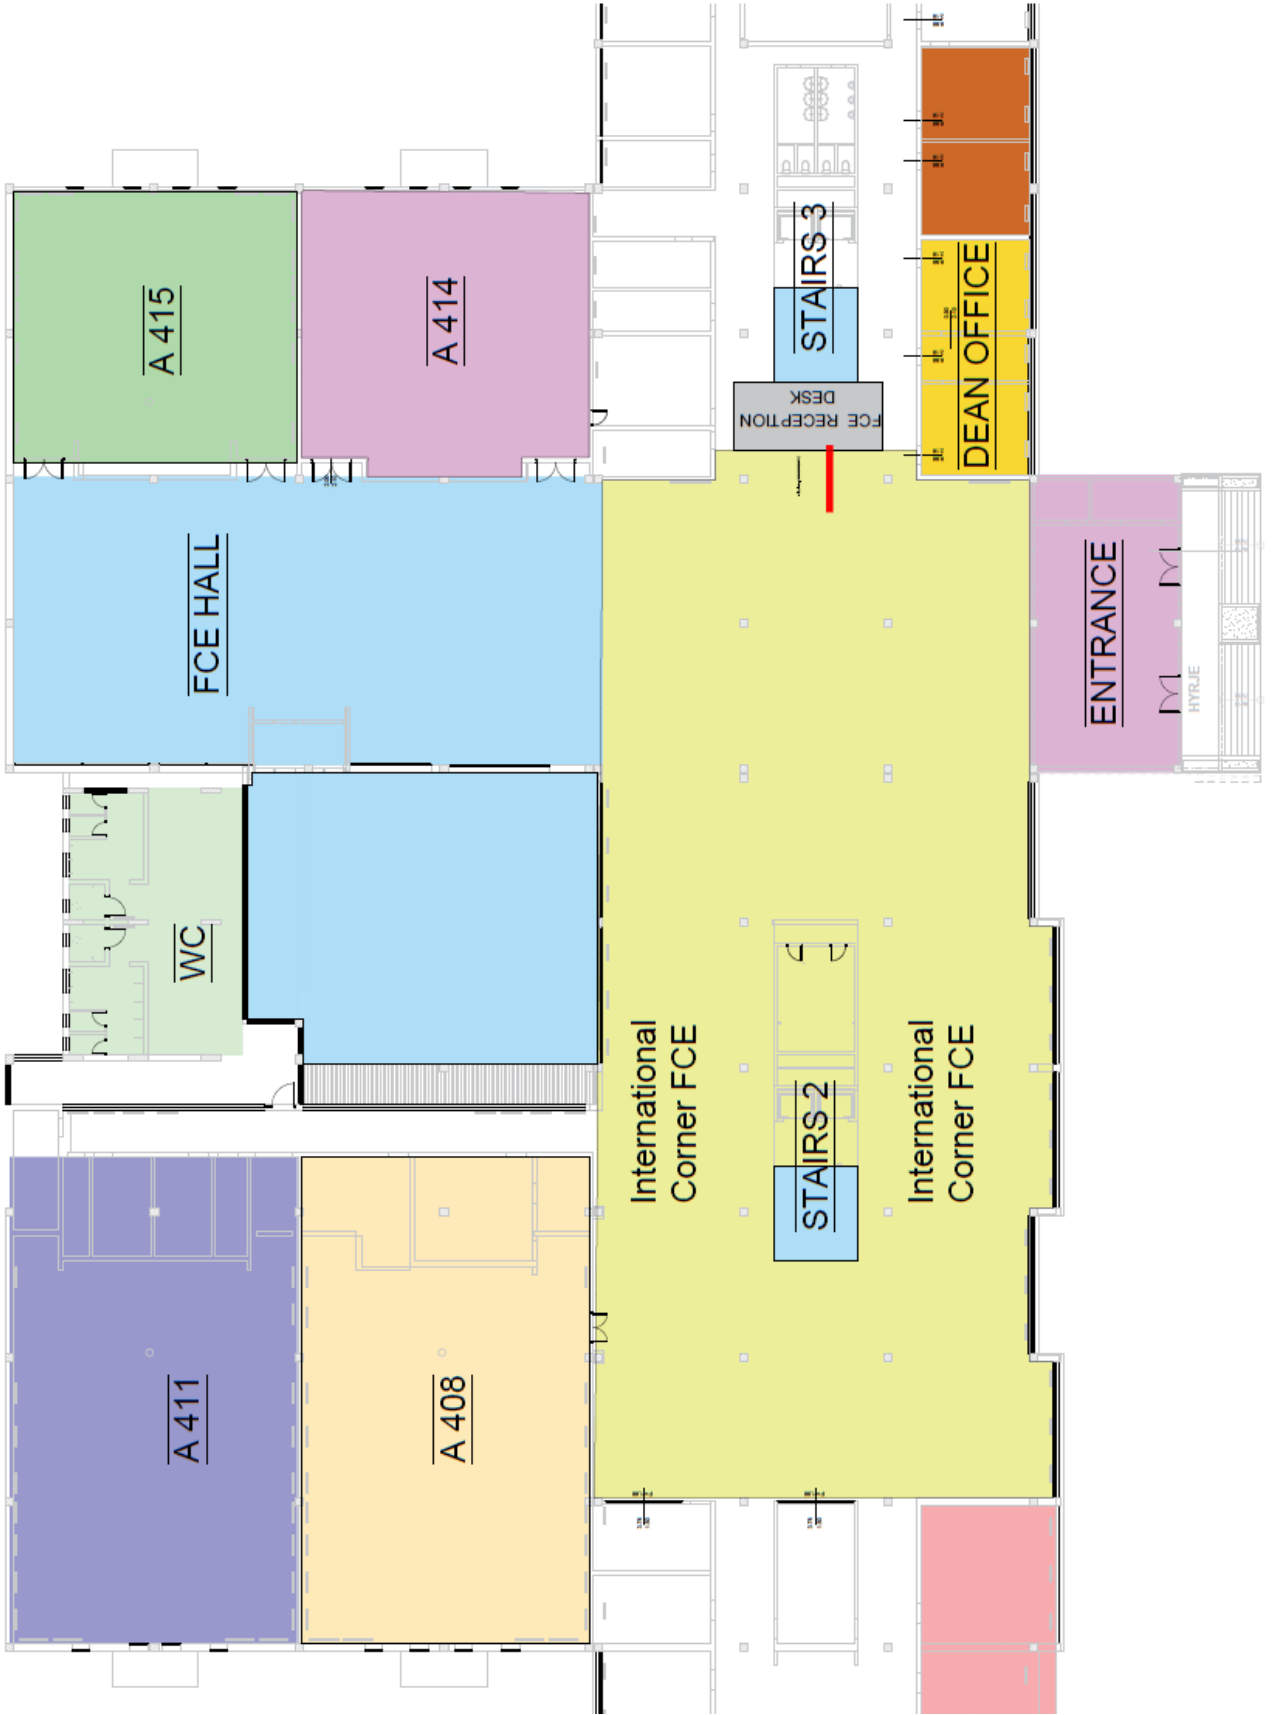 A 415
A 414
STAIRS 3
DEAN OFFICE
FCE RECEPTION
DESK
FCE HALL
ENTRANCE
HYRJE
WC
International
Corner FCE
STAIRS 2
International
Corner FCE
A 411
A 408